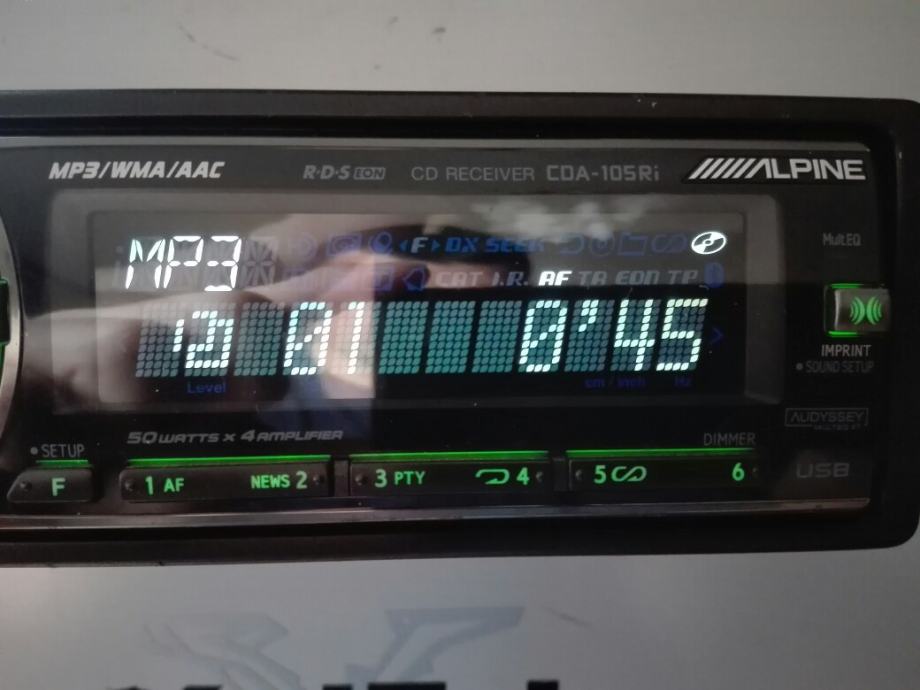 MP3/WMA/AAC R·D·S EON CD RECEIVER CDA-105Ri ALPINE
MultEQ
MP3 F DX SEEK
CAT I.R. AF TA EON TP
01 0'45
Level cm / inch Hz
IMPRINT
SOUND SETUP
AUDYSSEY
MULTEQ XT
50WATTS x 4AMPLIFIER
DIMMER
SETUP
F 1 AF NEWS 2 3 PTY 4 5 6 USB